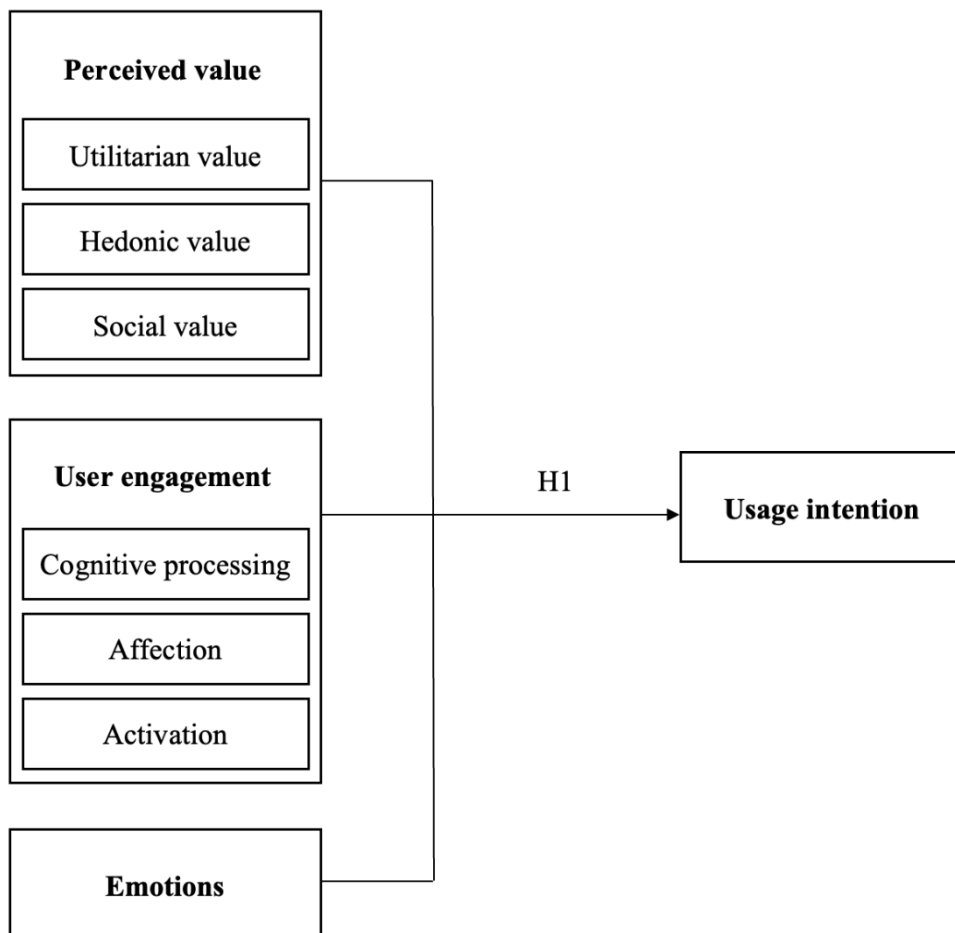 Perceived value
Utilitarian value
Hedonic value
Social value
User engagement
Cognitive processing
Affection
Activation
Emotions
H1
Usage intention